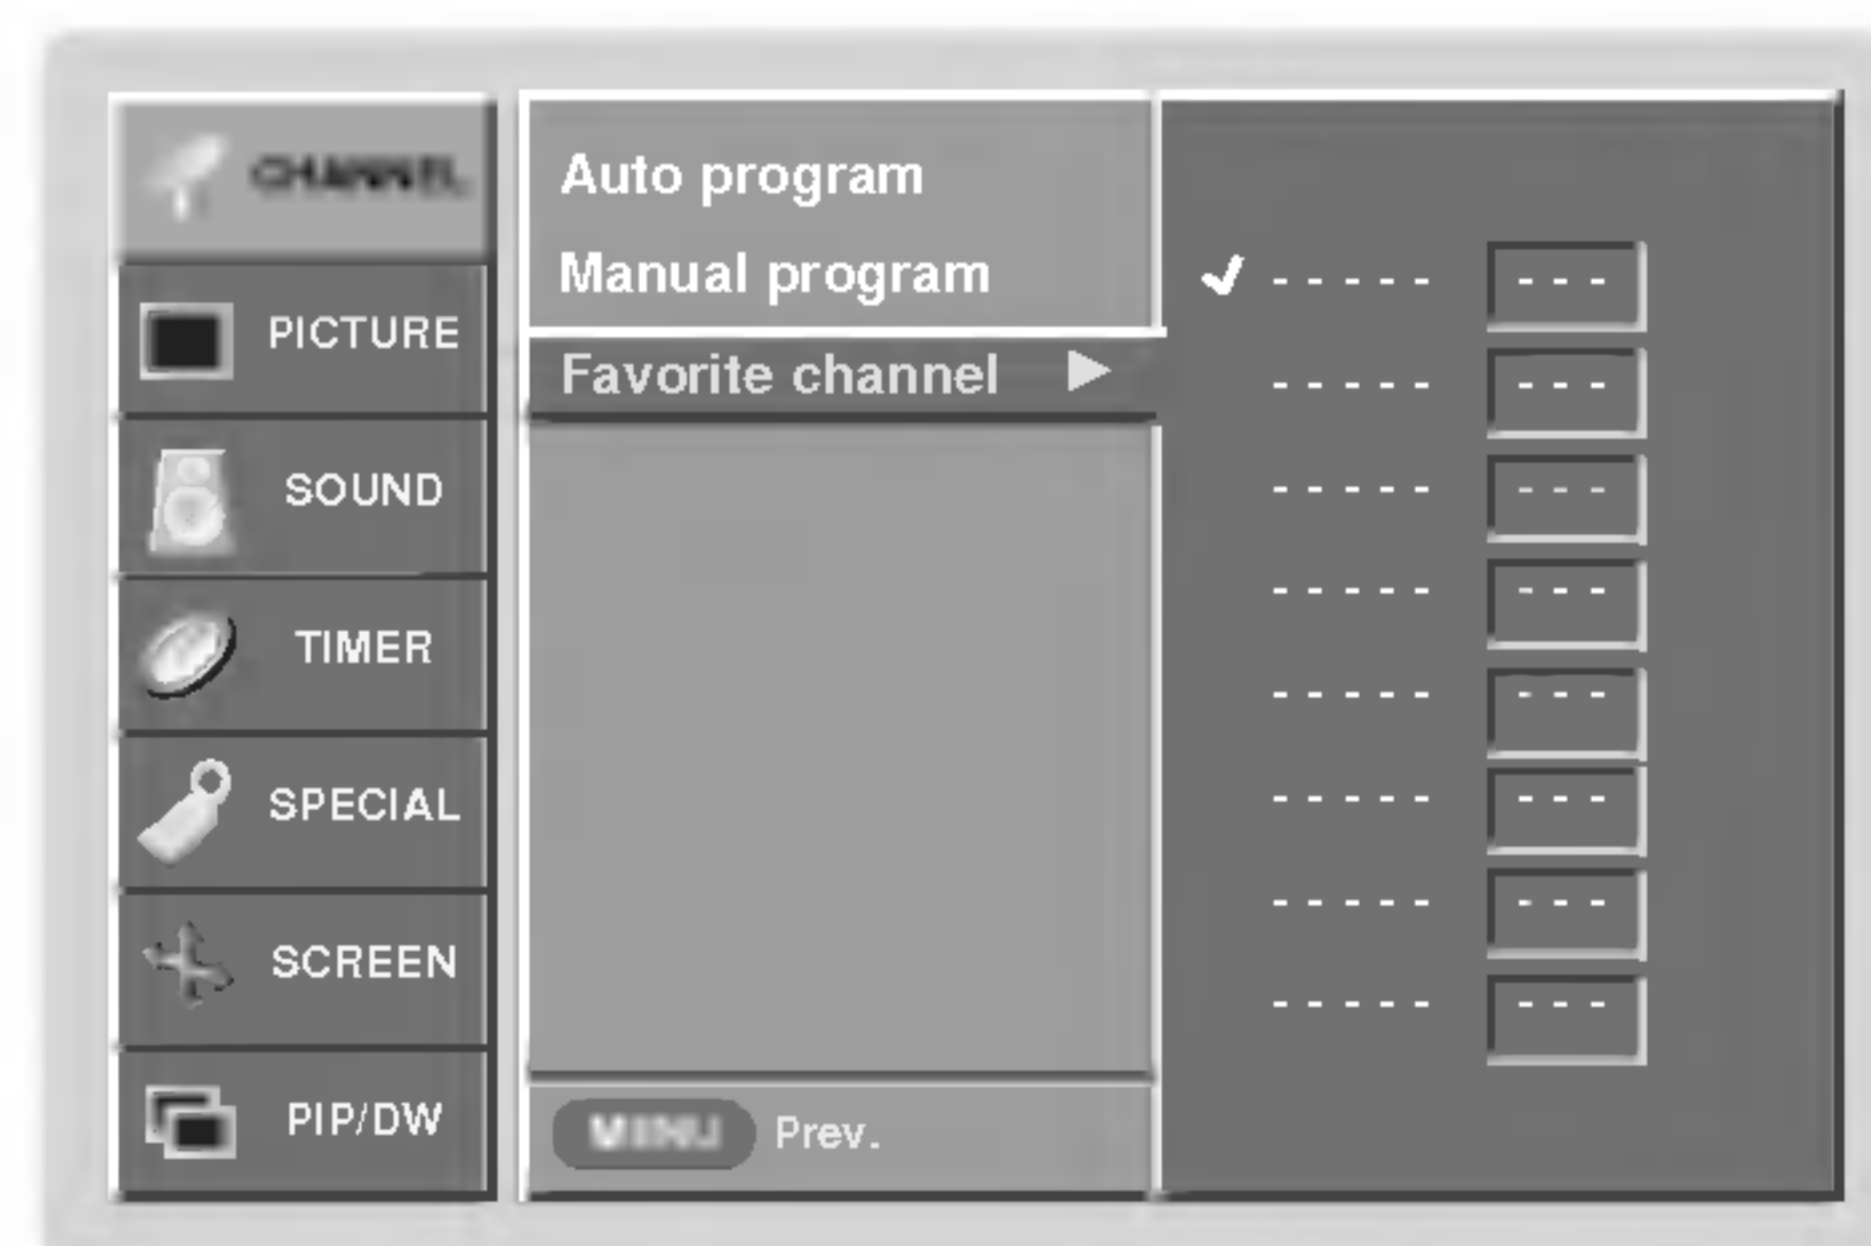 CHANNEL
PICTURE
SOUND
TIMER
SPECIAL
SCREEN
PIP/DW
Auto program
Manual program
Favorite channel
MENU Prev.
- - - - - - - -
- - - - - - - -
- - - - - - - -
- - - - - - - -
- - - - - - - -
- - - - - - - -
- - - - - - - -
- - - - - - - -